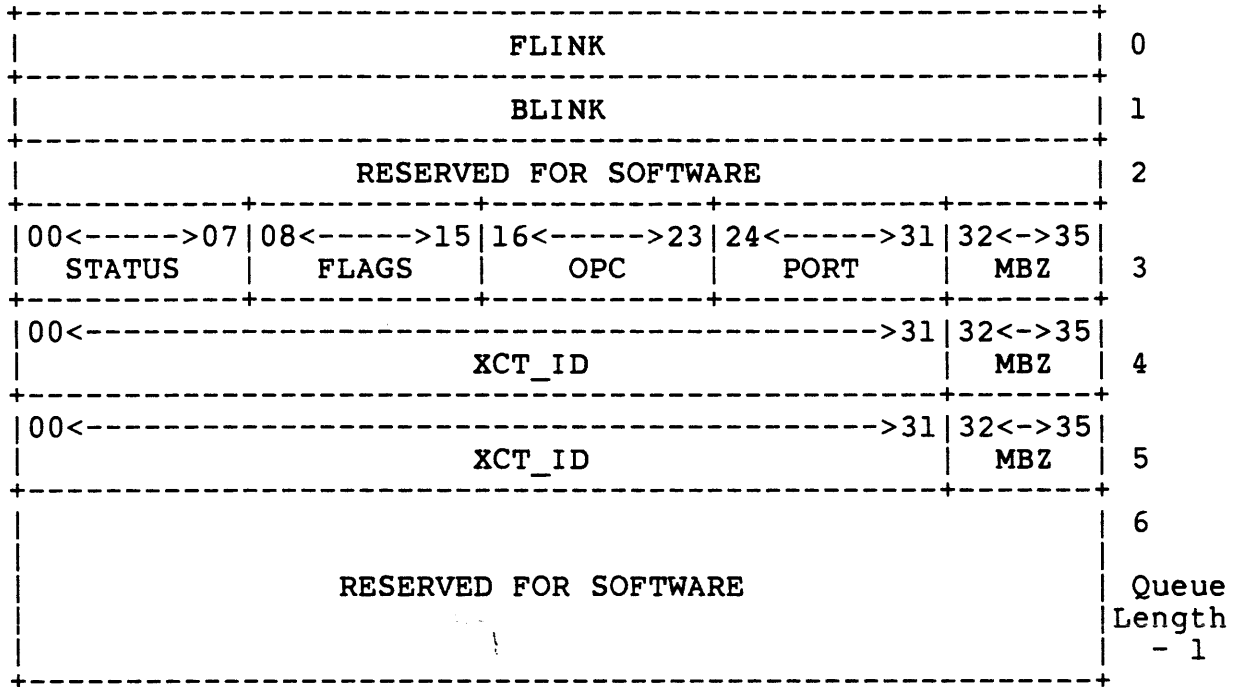 FLINK 0
BLINK 1
RESERVED FOR SOFTWARE 2
|00<----->07|08<----->15|16<----->23|24<----->31|32<->35|
STATUS | FLAGS | OPC | PORT | MBZ | 3
|00<---------------------------------->31|32<->35|
XCT_ID | MBZ | 4
|00<---------------------------------->31|32<->35|
XCT_ID | MBZ | 5
6
RESERVED FOR SOFTWARE Queue
Length
- 1